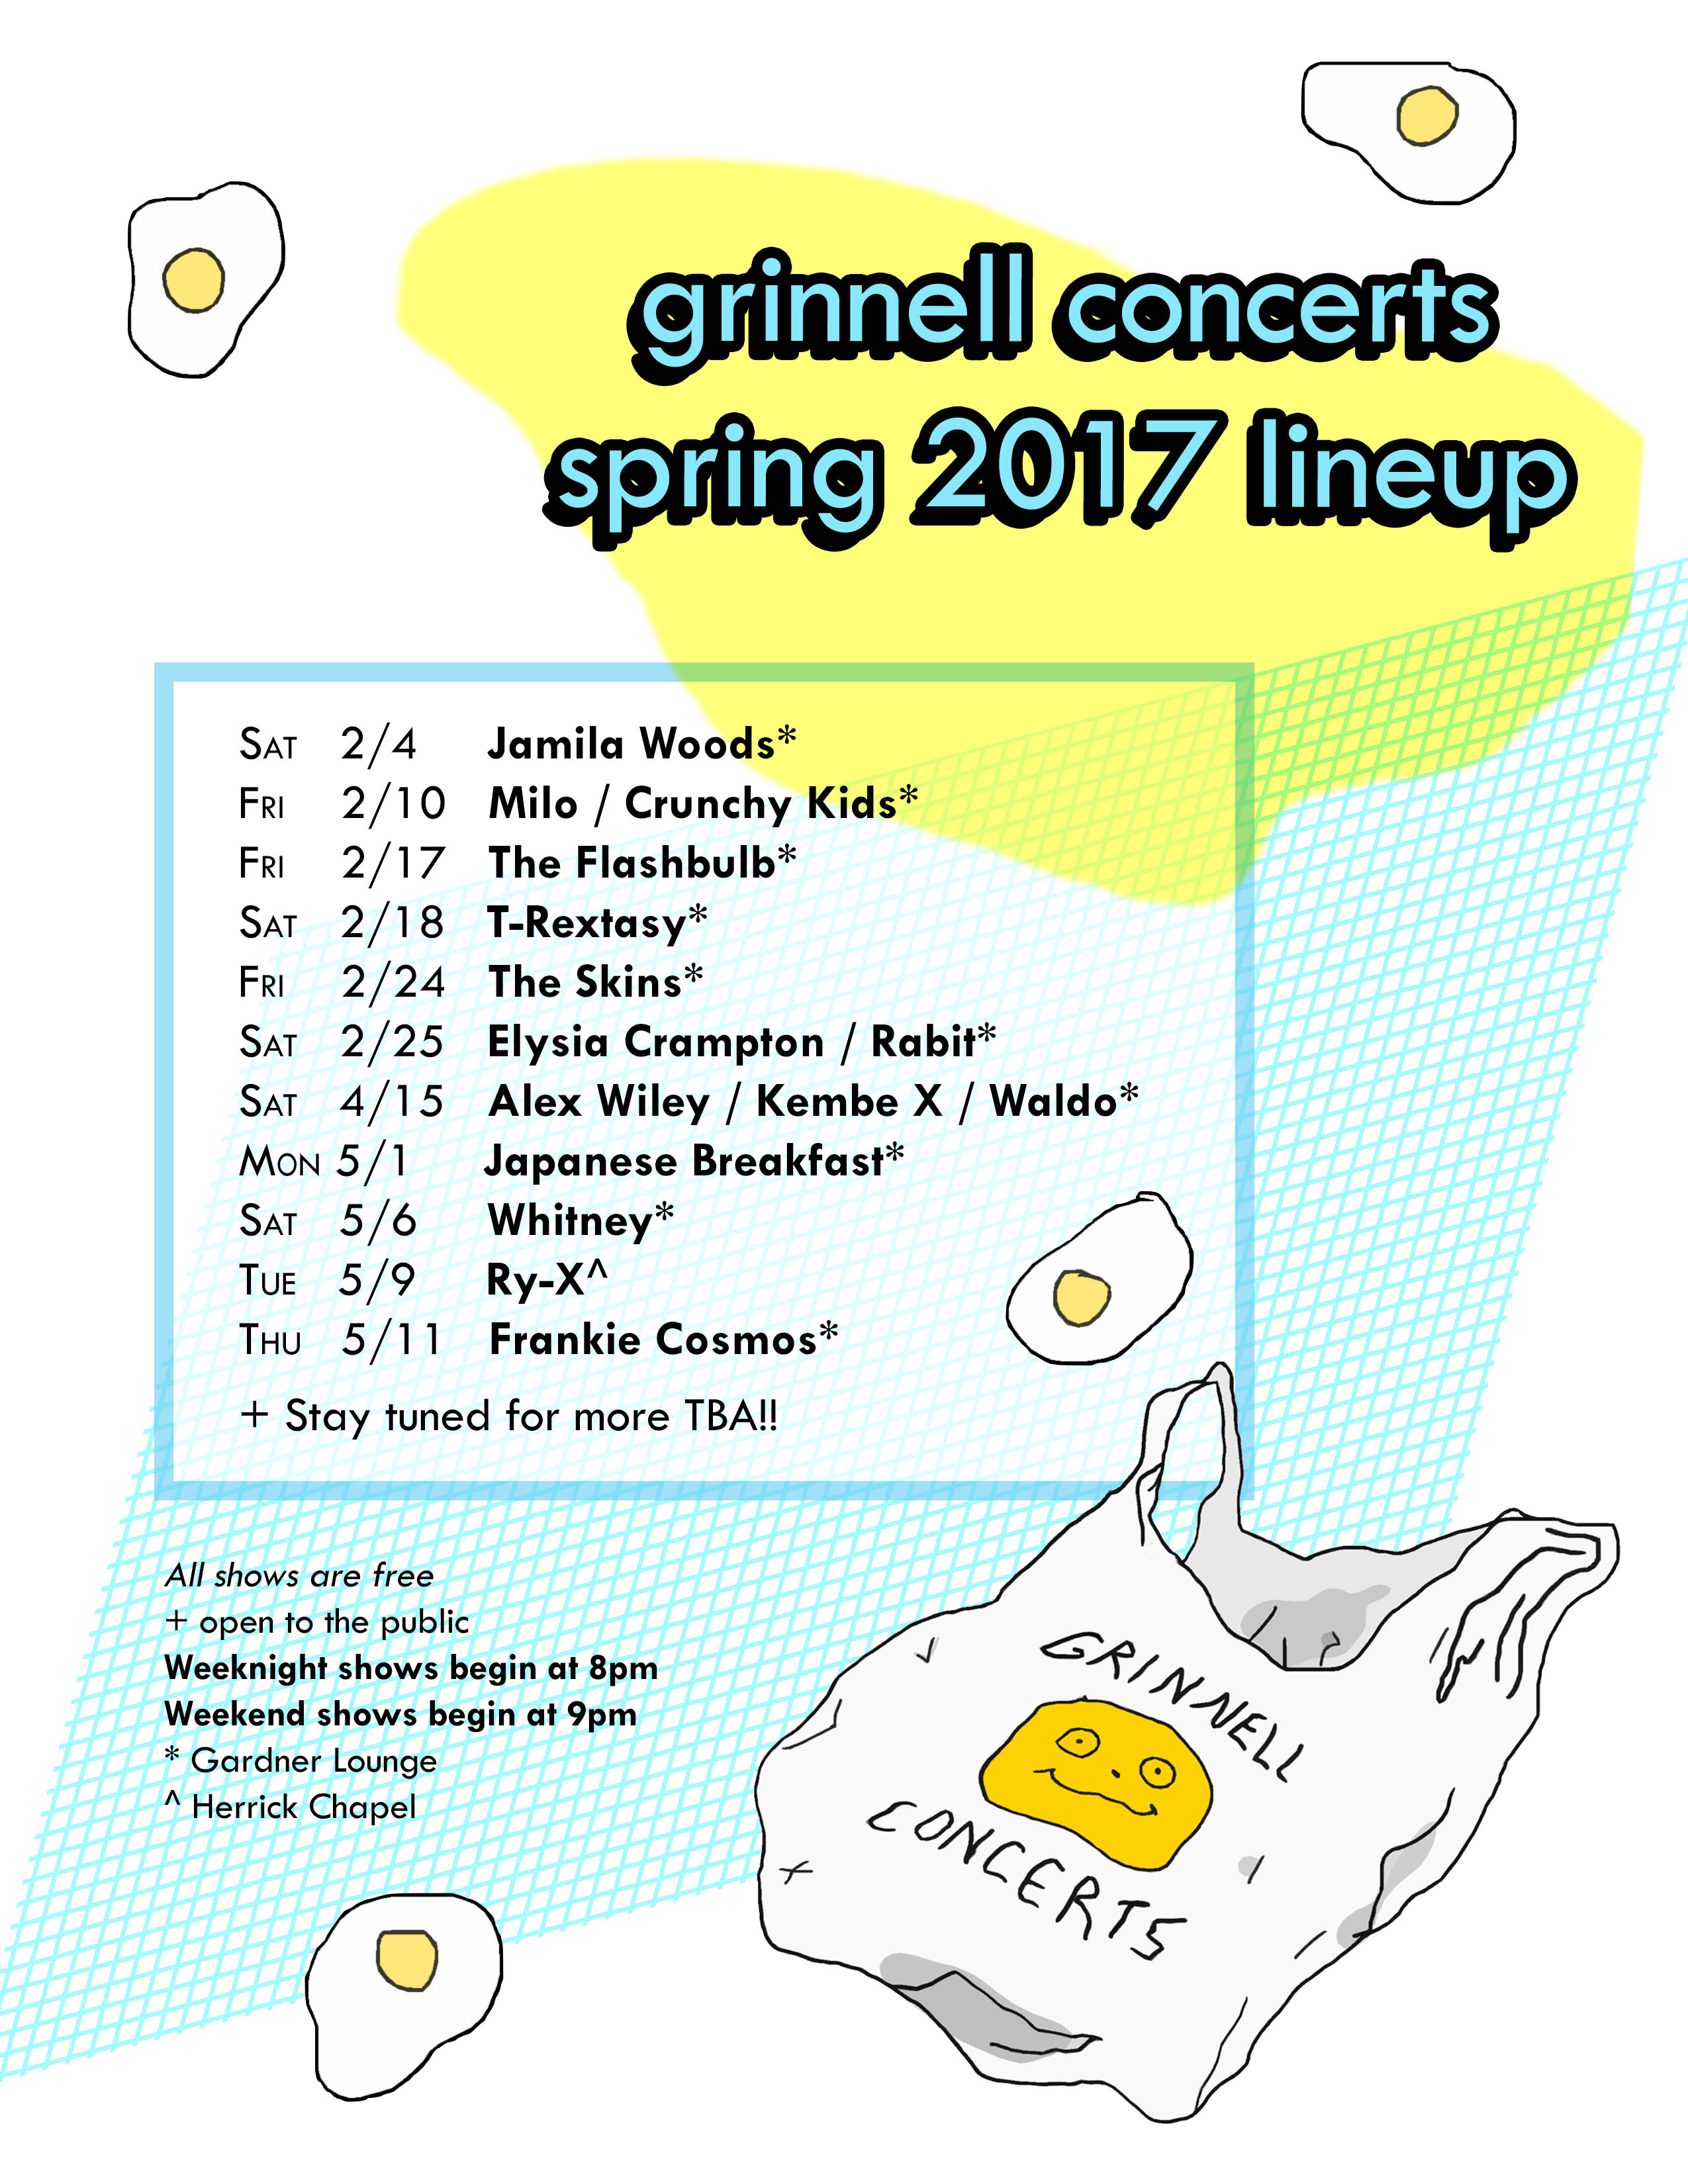 grinnell concerts
spring 2017 lineup
Sat 2/4 Jamila Woods*
Fri 2/10 Milo / Crunchy Kids*
Fri 2/17 The Flashbulb*
Sat 2/18 T-Rextasy*
Fri 2/24 The Skins*
Sat 2/25 Elysia Crampton / Rabit*
Sat 4/15 Alex Wiley / Kembe X / Waldo*
Mon 5/1 Japanese Breakfast*
Sat 5/6 Whitney*
Tue 5/9 Ry-X^
Thu 5/11 Frankie Cosmos*
+ Stay tuned for more TBA!!
All shows are free
+ open to the public
Weeknight shows begin at 8pm
Weekend shows begin at 9pm
* Gardner Lounge
^ Herrick Chapel
GRINNELL
CONCERTS